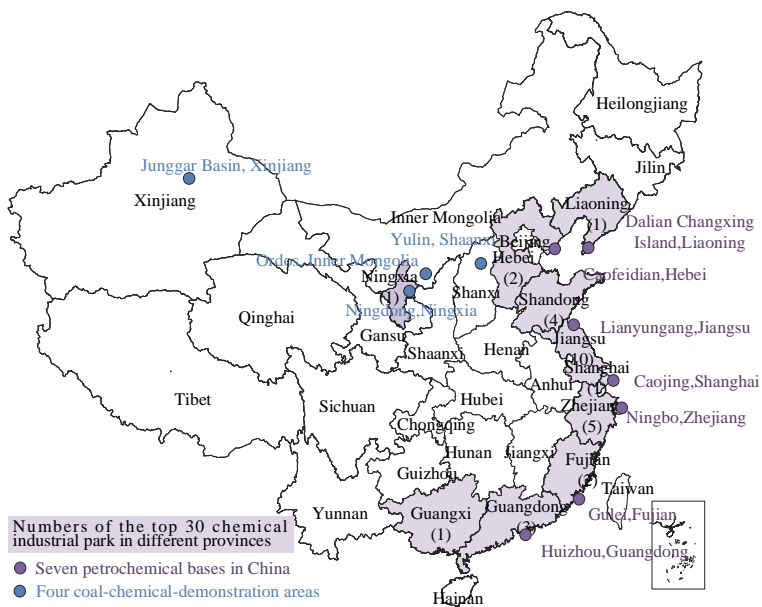 Heilongjiang
Jilin
Junggar Basin, Xinjiang
Xinjiang
Liaoning
(1)
Inner Mongolia
Dalian Changxing
Island,Liaoning
Yulin, Shaanxi
Beijing
Ordos, Inner Mongolia
Hebei
(2)
Caofeidian,Hebei
Ningxia
(1)
Shanxi
Shandong
(4)
Ningdong,Ningxia
Qinghai
Lianyungang,Jiangsu
Gansu
Jiangsu
(10)
Henan
Shaanxi
Shanghai
(1)
Anhui
Caojing,Shanghai
Tibet
Sichuan
Hubei
Zhejiang
(5)
Ningbo,Zhejiang
Chongqing
Hunan
Jiangxi
Fujian
(2)
Guizhou
Taiwan
Yunnan
Guangxi
(1)
Guangdong
(3)
Gulei,Fujian
Huizhou,Guangdong
Hainan
Numbers of the top 30 chemical
industrial park in different provinces
Seven petrochemical bases in China
Four coal-chemical-demonstration areas